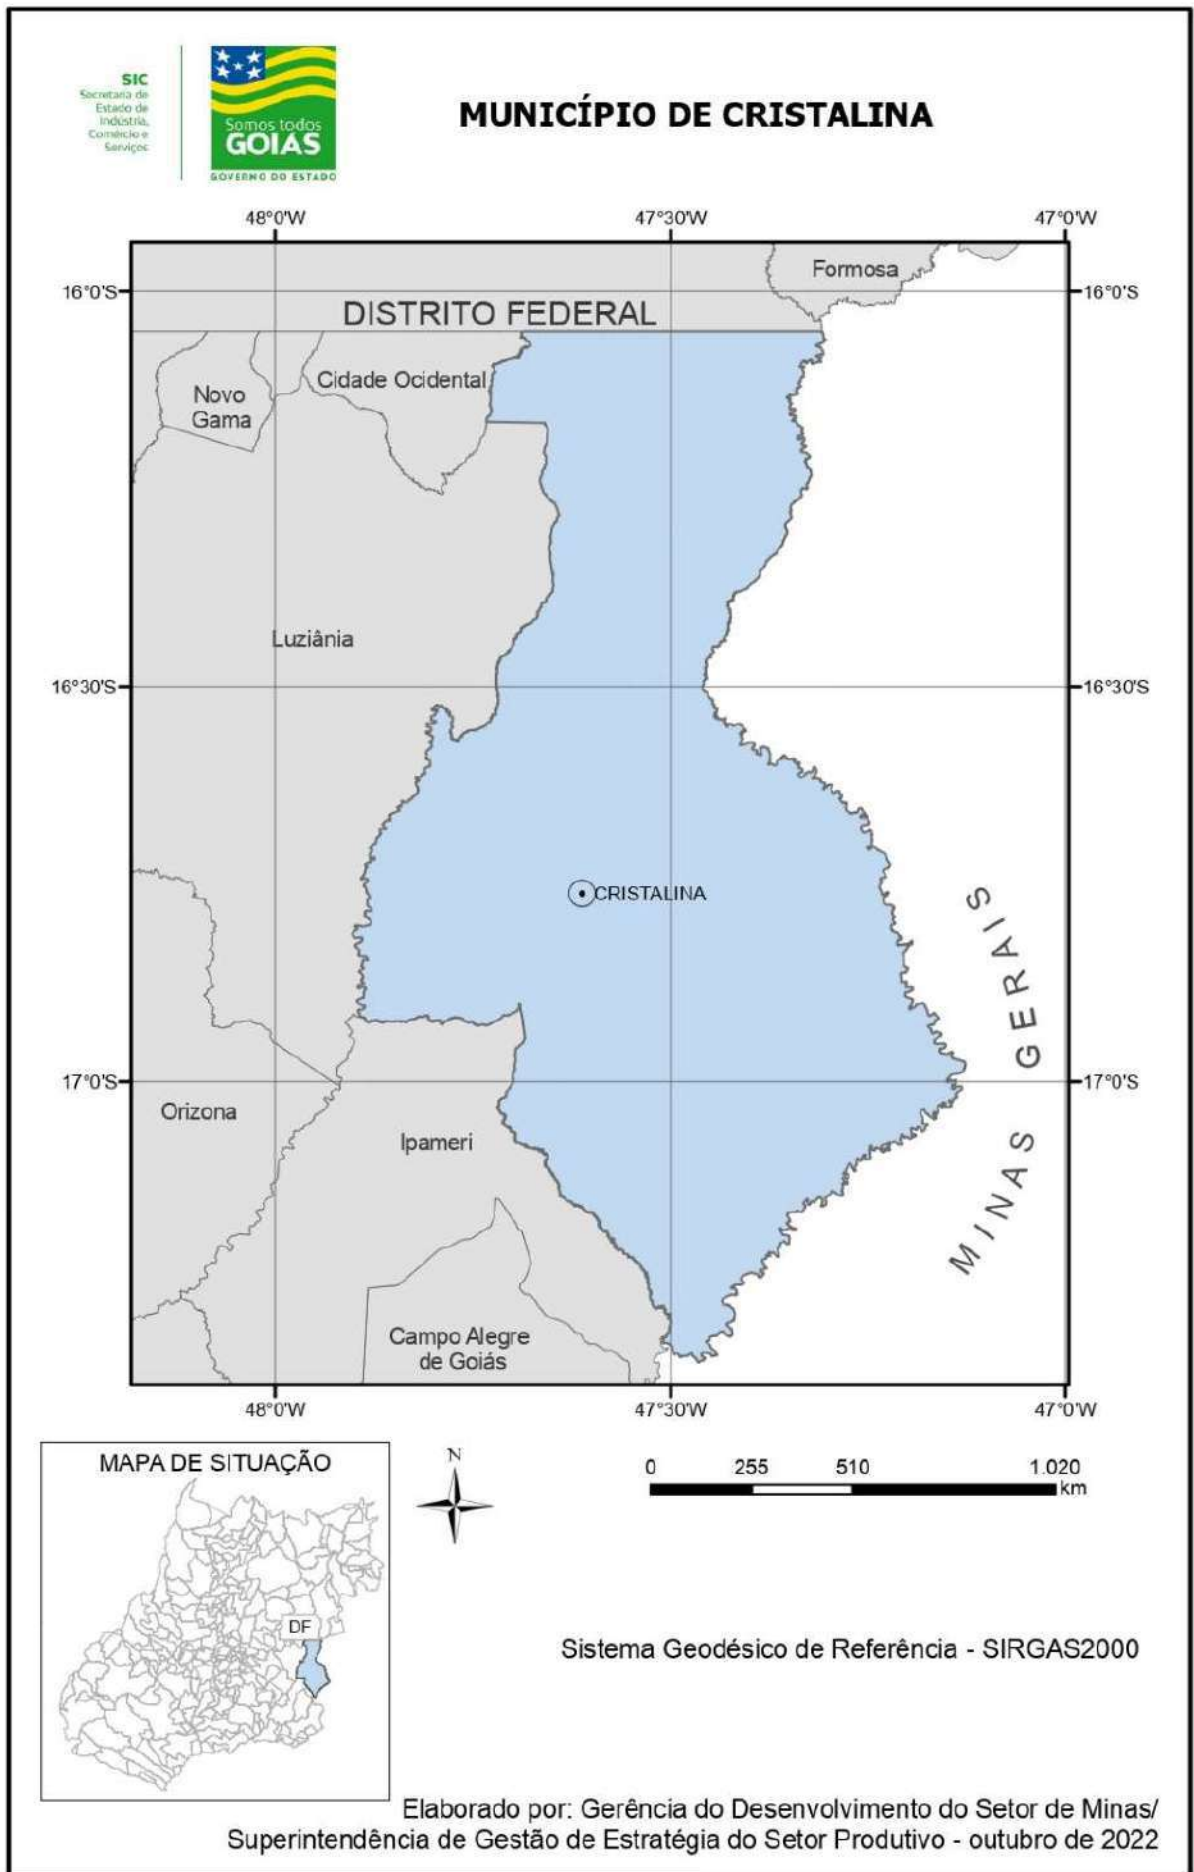 SIC
Secretaria de
Estado de
Indústria,
Comércio e
Serviços
Somos todos
GOIÁS
GOVERNO DO ESTADO
MUNICÍPIO DE CRISTALINA
48°0'W
47°30'W
47°0'W
16°0'S
16°0'S
Formosa
DISTRITO FEDERAL
Novo
Gama
Cidade Ocidental
Luziânia
16°30'S
16°30'S
CRISTALINA
MINAS GERAIS
17°0'S
17°0'S
Orizona
Ipameri
Campo Alegre
de Goiás
48°0'W
47°30'W
47°0'W
MAPA DE SITUAÇÃO
DF
N
0 255 510 1.020
km
Sistema Geodésico de Referência - SIRGAS2000
Elaborado por: Gerência do Desenvolvimento do Setor de Minas/
Superintendência de Gestão de Estratégia do Setor Produtivo - outubro de 2022